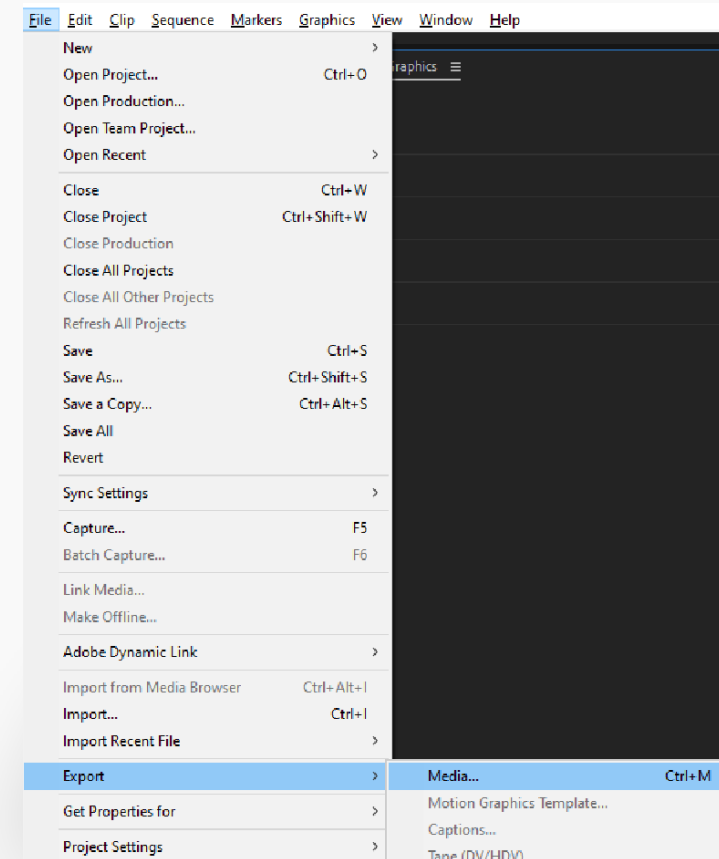 File Edit Clip Sequence Markers Graphics View Window Help
New
raphics
Open Project... Ctrl+O
Open Production...
Open Team Project...
Open Recent
Close Ctrl+W
Close Project Ctrl+Shift+W
Close Production
Close All Projects
Close All Other Projects
Refresh All Projects
Save Ctrl+S
Save As... Ctrl+Shift+S
Save a Copy... Ctrl+Alt+S
Save All
Revert
Sync Settings
Capture... F5
Batch Capture... F6
Link Media...
Make Offline...
Adobe Dynamic Link
Import from Media Browser Ctrl+Alt+I
Import... Ctrl+I
Import Recent File
Export Media... Ctrl+M
Motion Graphics Template...
Get Properties for
Captions...
Project Settings
Tape (DV/HDV)